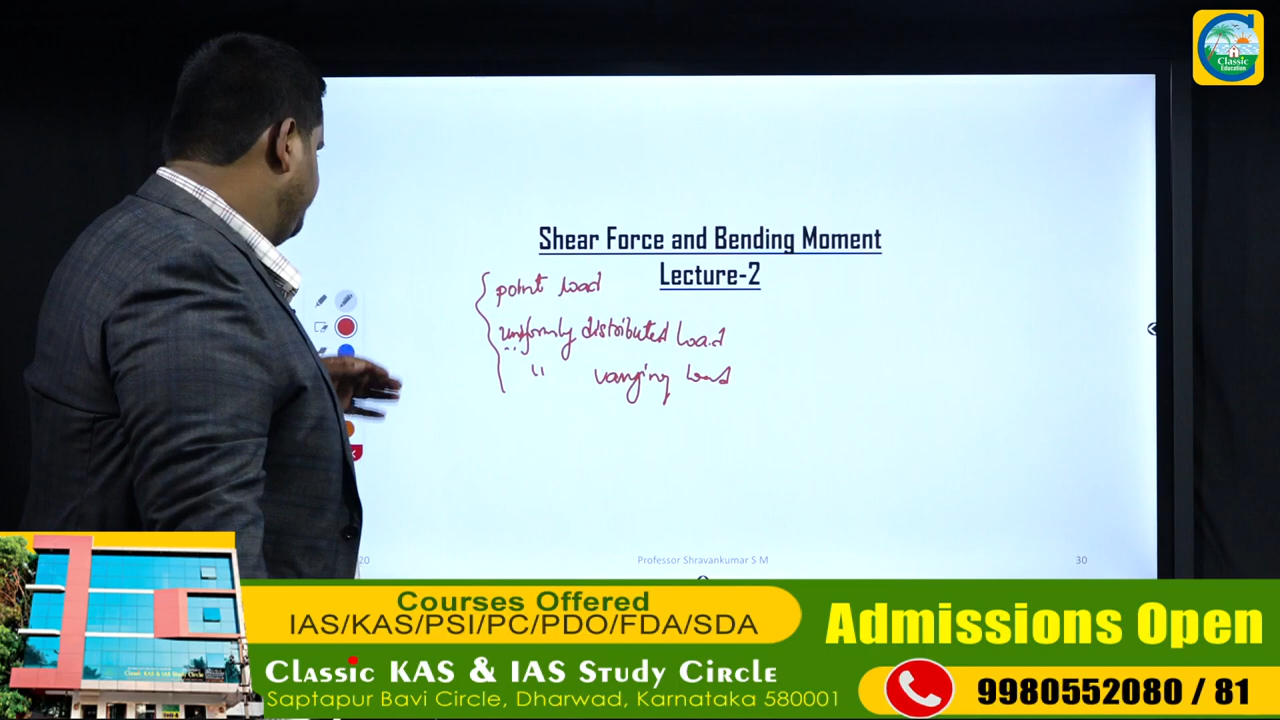 Classic
Education
Shear Force and Bending Moment
Lecture-2
point load
uniformly distributed load
" varying load
20
Professor Shravankumar S M
30
Courses Offered
IAS/KAS/PSI/PC/PDO/FDA/SDA
Admissions Open
Classic KAS & IAS Study Circle
Saptapur Bavi Circle, Dharwad, Karnataka 580001
9980552080 / 81